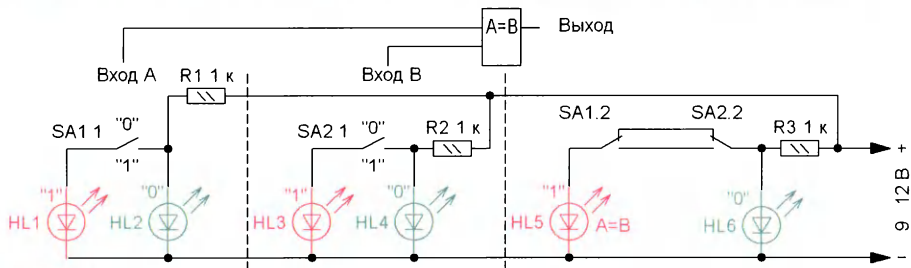 A=B
Выход
Вход А
Вход В
R1 1 к
SA1 1
"0"
"1"
SA2 1
"0"
"1"
R2 1 к
SA1.2
SA2.2
R3 1 к
+
"1"
HL1
"0"
HL2
"1"
HL3
"0"
HL4
"1"
HL5
A=B
"0"
HL6
9 12 В
−